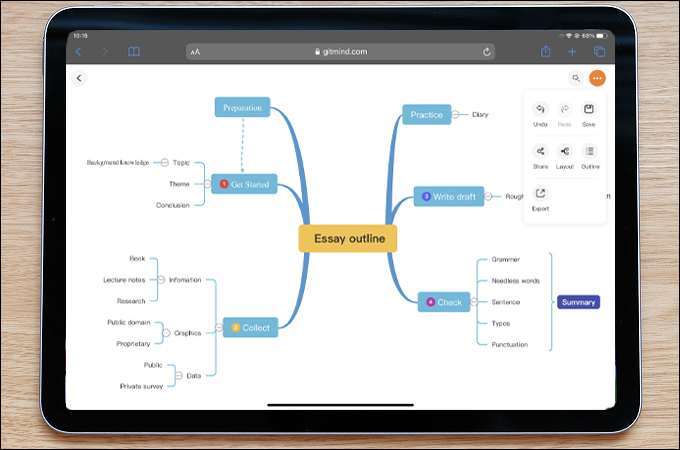 10:15
68%
AA
gitmind.com
Preparation
Background knowledge
Topic
Theme
Conclusion
1 Get Started
Book
Lecture notes
Research
Infomation
Public domain
Proprietary
Graphics
Public
Private survey
Data
2 Collect
Essay outline
Practice
Diary
3 Write draft
Rough
ft
4 Check
Grammer
Needless words
Sentence
Typos
Punctuation
Summary
Undo
Redo
Save
Share
Layout
Outline
Export